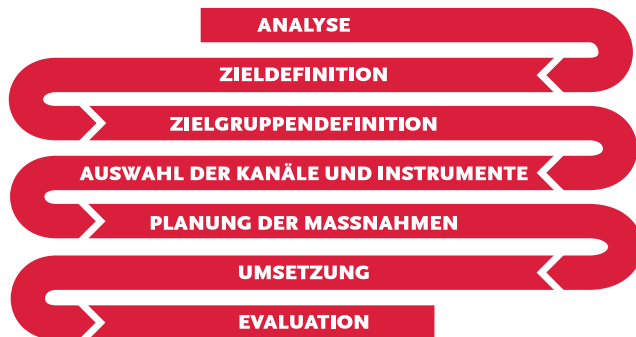 ANALYSE
ZIELDEFINITION
ZIELGRUPPENDEFINITION
AUSWAHL DER KANÄLE UND INSTRUMENTE
PLANUNG DER MASSNAHMEN
UMSETZUNG
EVALUATION